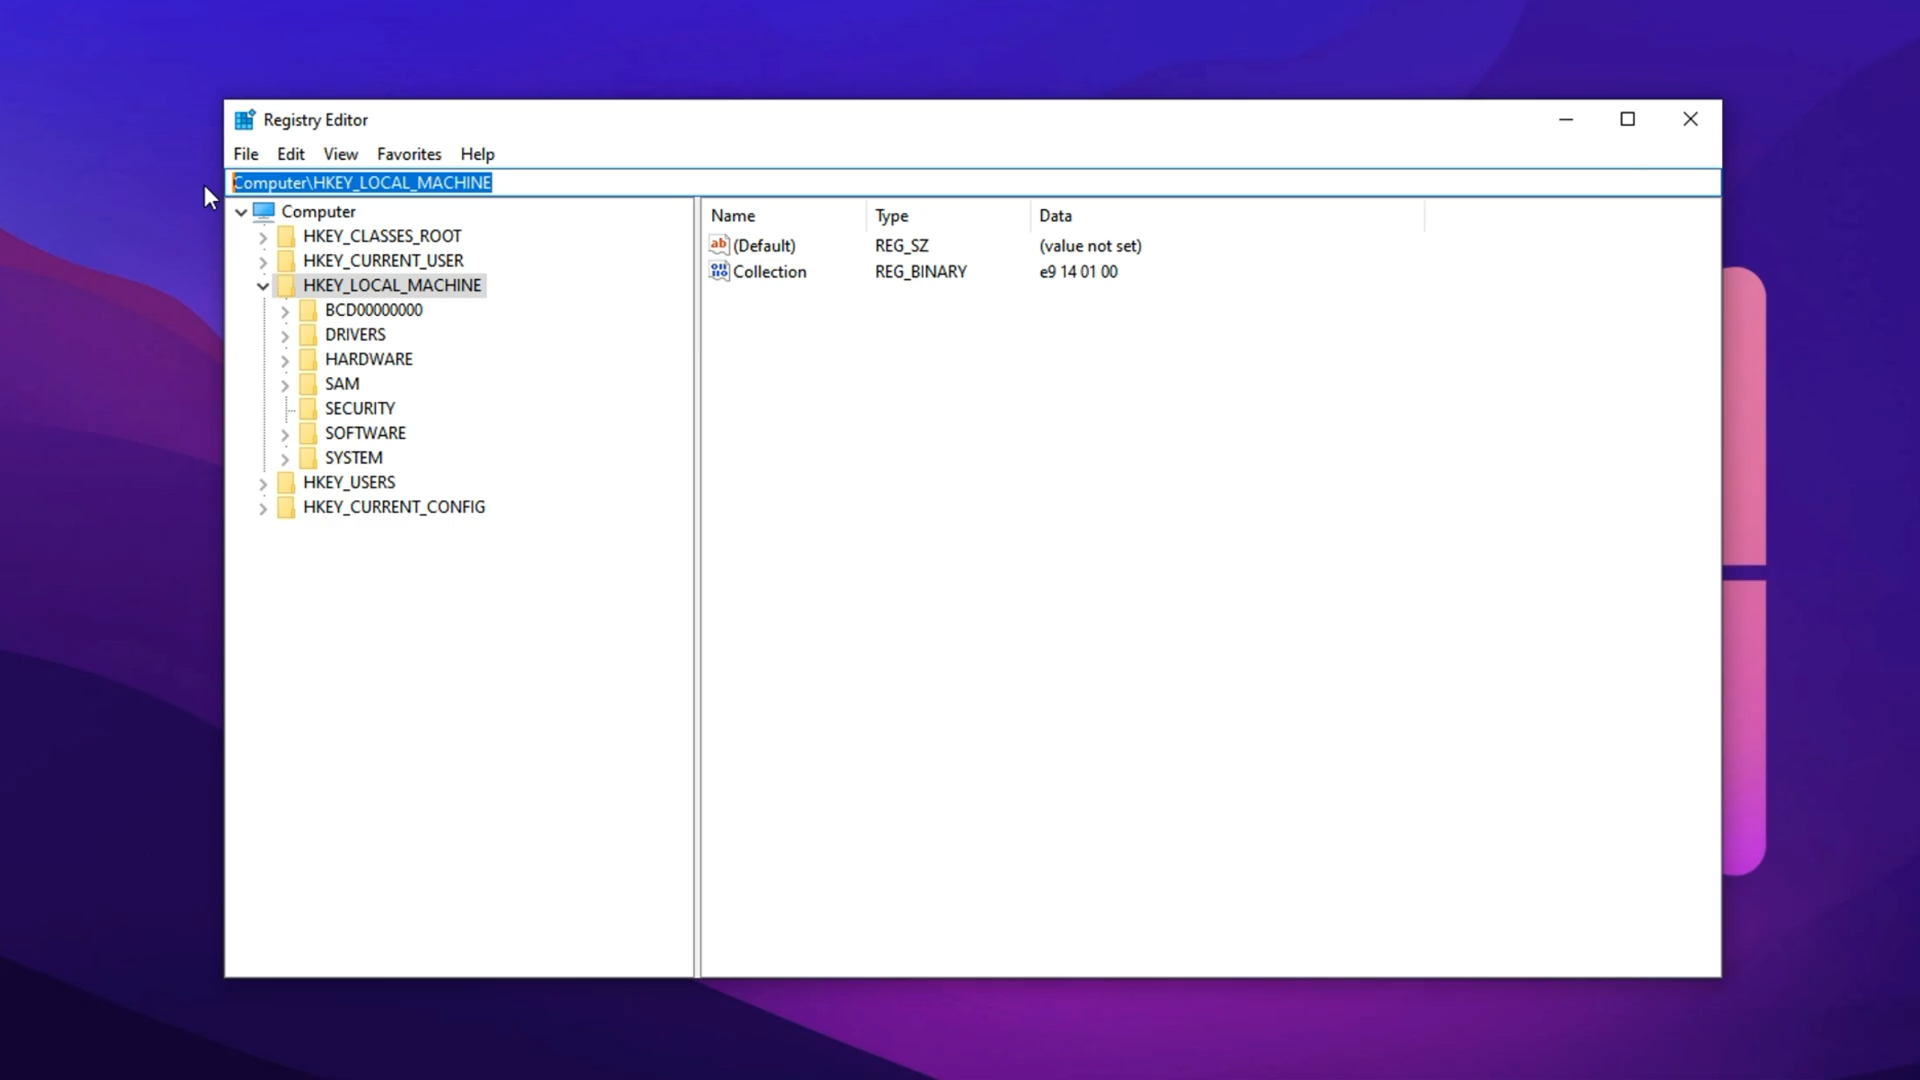 Registry Editor
File Edit View Favorites Help
Computer\HKEY_LOCAL_MACHINE
Computer
HKEY_CLASSES_ROOT
HKEY_CURRENT_USER
HKEY_LOCAL_MACHINE
BCD00000000
DRIVERS
HARDWARE
SAM
SECURITY
SOFTWARE
SYSTEM
HKEY_USERS
HKEY_CURRENT_CONFIG
Name Type Data
(Default) REG_SZ (value not set)
Collection REG_BINARY e9 14 01 00